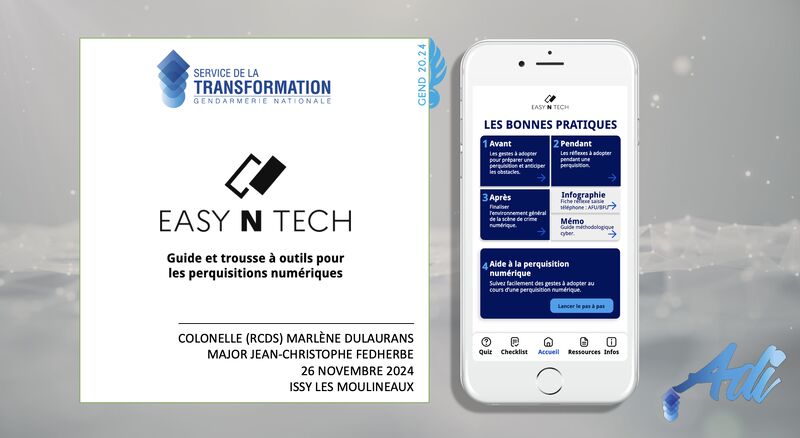 SERVICE DE LA
TRANSFORMATION
GENDARMERIE NATIONALE
GEND 20.24
EASY N TECH
Guide et trousse à outils pour
les perquisitions numériques
COLONELLE (RCDS) MARLÈNE DULAURANS
MAJOR JEAN-CHRISTOPHE FEDHERBE
26 NOVEMBRE 2024
ISSY LES MOULINEAUX
EASY N TECH
LES BONNES PRATIQUES
1 Avant
Les gestes à adopter
pour préparer une
perquisition et anticiper
les obstacles.
2 Pendant
Les réflexes à adopter
pendant une
perquisition.
3 Après
Finaliser
l'environnement général
de la scène de crime
numérique.
Infographie
Fiche réflexe saisie
téléphone : AFU/BFU
Mémo
Guide méthodologique
cyber.
4 Aide à la perquisition
numérique
Suivez facilement des gestes à adopter au
cours d'une perquisition numérique.
Lancer le pas à pas
Quiz Checklist Accueil Ressources Infos
Adi